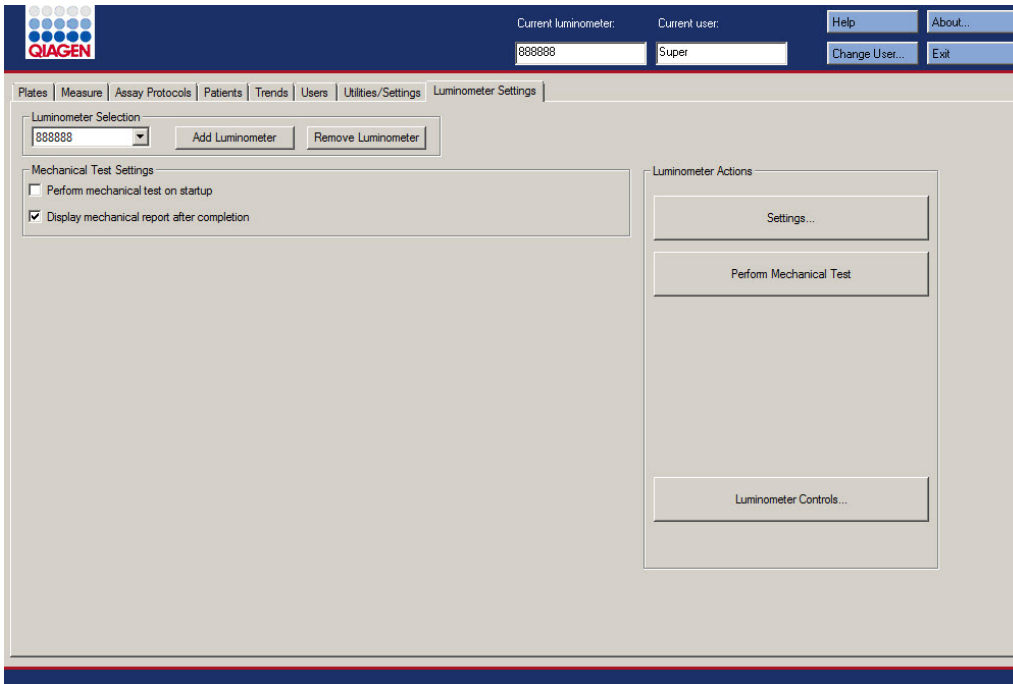 QIAGEN
Current luminometer: Current user: Help About...
888888 Super Change User... Exit
Plates Measure Assay Protocols Patients Trends Users Utilities/Settings Luminometer Settings
Luminometer Selection
888888 Add Luminometer Remove Luminometer
Mechanical Test Settings
Perform mechanical test on startup
Display mechanical report after completion
Luminometer Actions
Settings...
Perform Mechanical Test
Luminometer Controls...